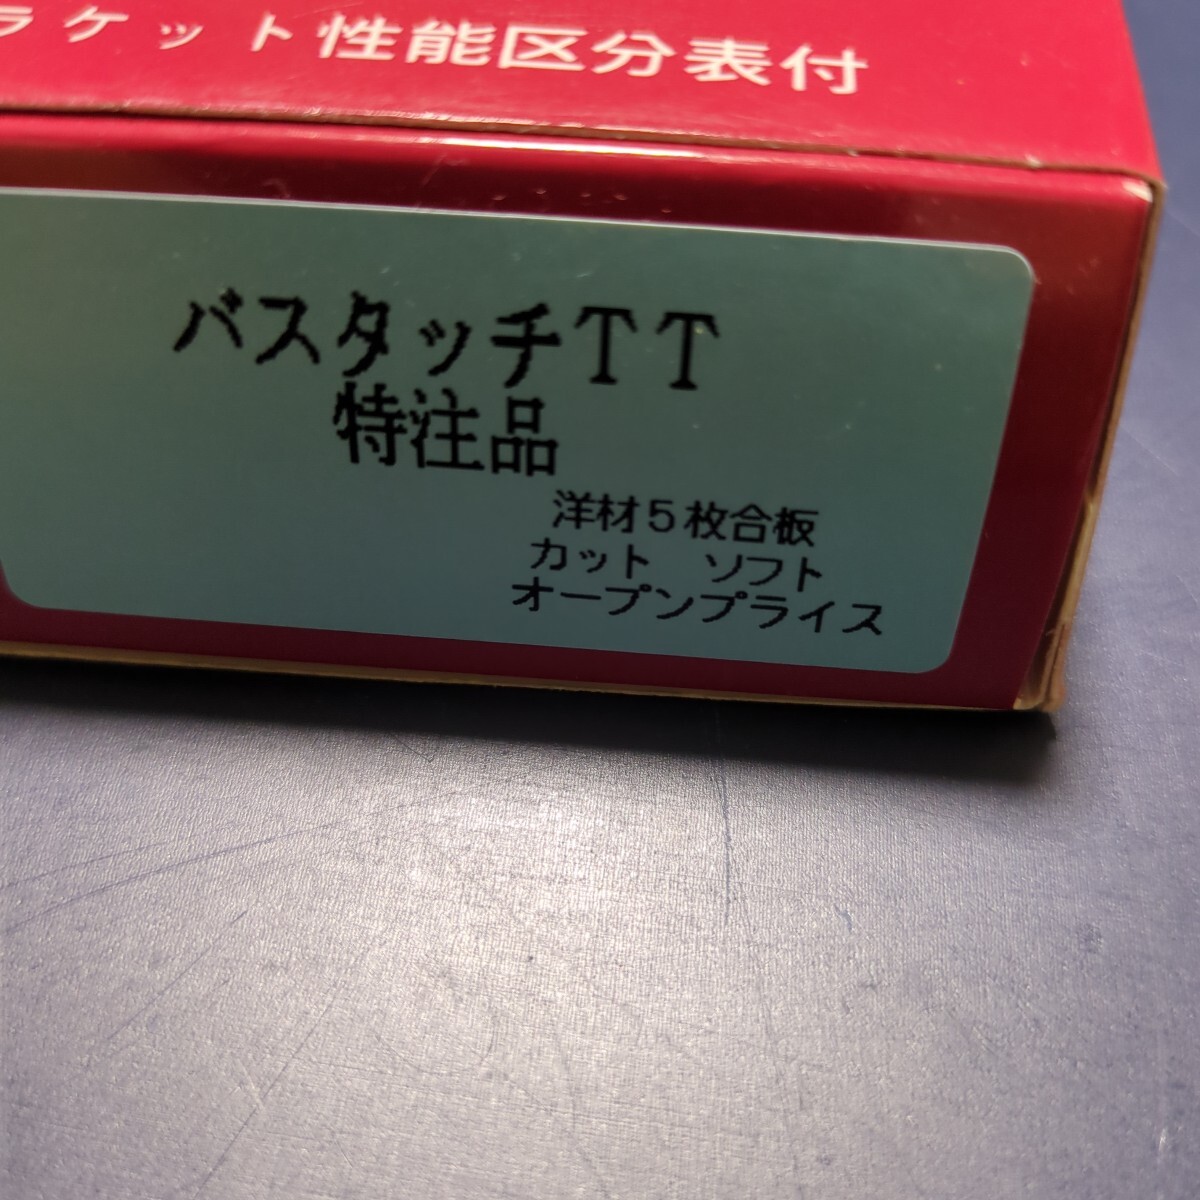 ラケット性能区分表付
バスタッチTT
特注品
洋材5枚合板
カット ソフト
オープンプライス